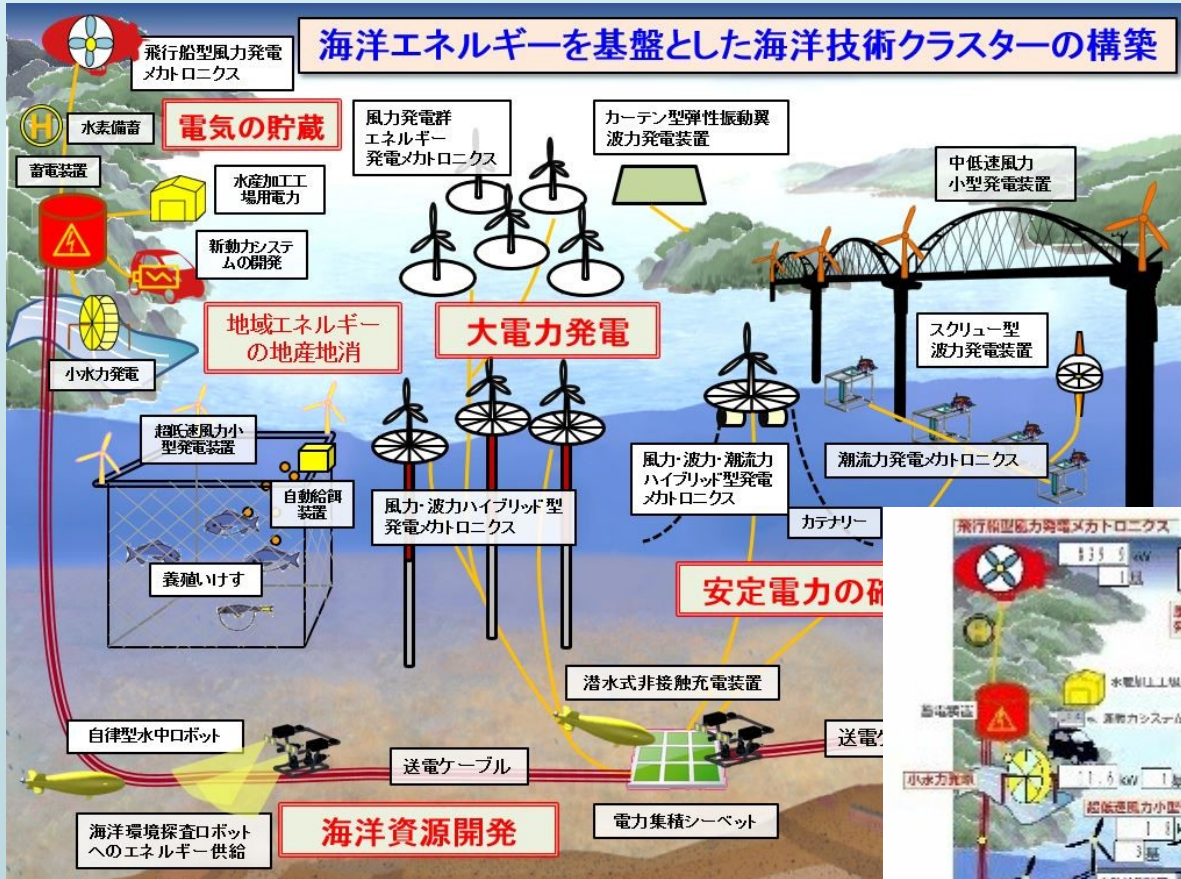 海洋エネルギーを基盤とした海洋技術クラスターの構築
飛行船型風力発電
メカトロニクス
水素備蓄
電気の貯蔵
蓄電装置
水産加工工
場用電力
新動力システ
ムの開発
小水力発電
地域エネルギー
の地産地消
風力発電群
エネルギー
発電メカトロニクス
カーテン型弾性振動翼
波力発電装置
中低速風力
小型発電装置
大電力発電
スクリュー型
波力発電装置
超低速風力小
型発電装置
自動給餌
装置
養殖いけす
風力・波力ハイブリッド型
発電メカトロニクス
風力・波力・潮流力
ハイブリッド型発電
メカトロニクス
潮流力発電メカトロニクス
カテナリー
安定電力の
潜水式非接触充電装置
自律型水中ロボット
送電ケーブル
海洋環境探査ロボット
へのエネルギー供給
海洋資源開発
電力集積シーベット
飛行船型風力発電メカトロニクス
kW
1基
H
蓄電装置
小水力発電
11.6 kW
超低速風力小型
3基